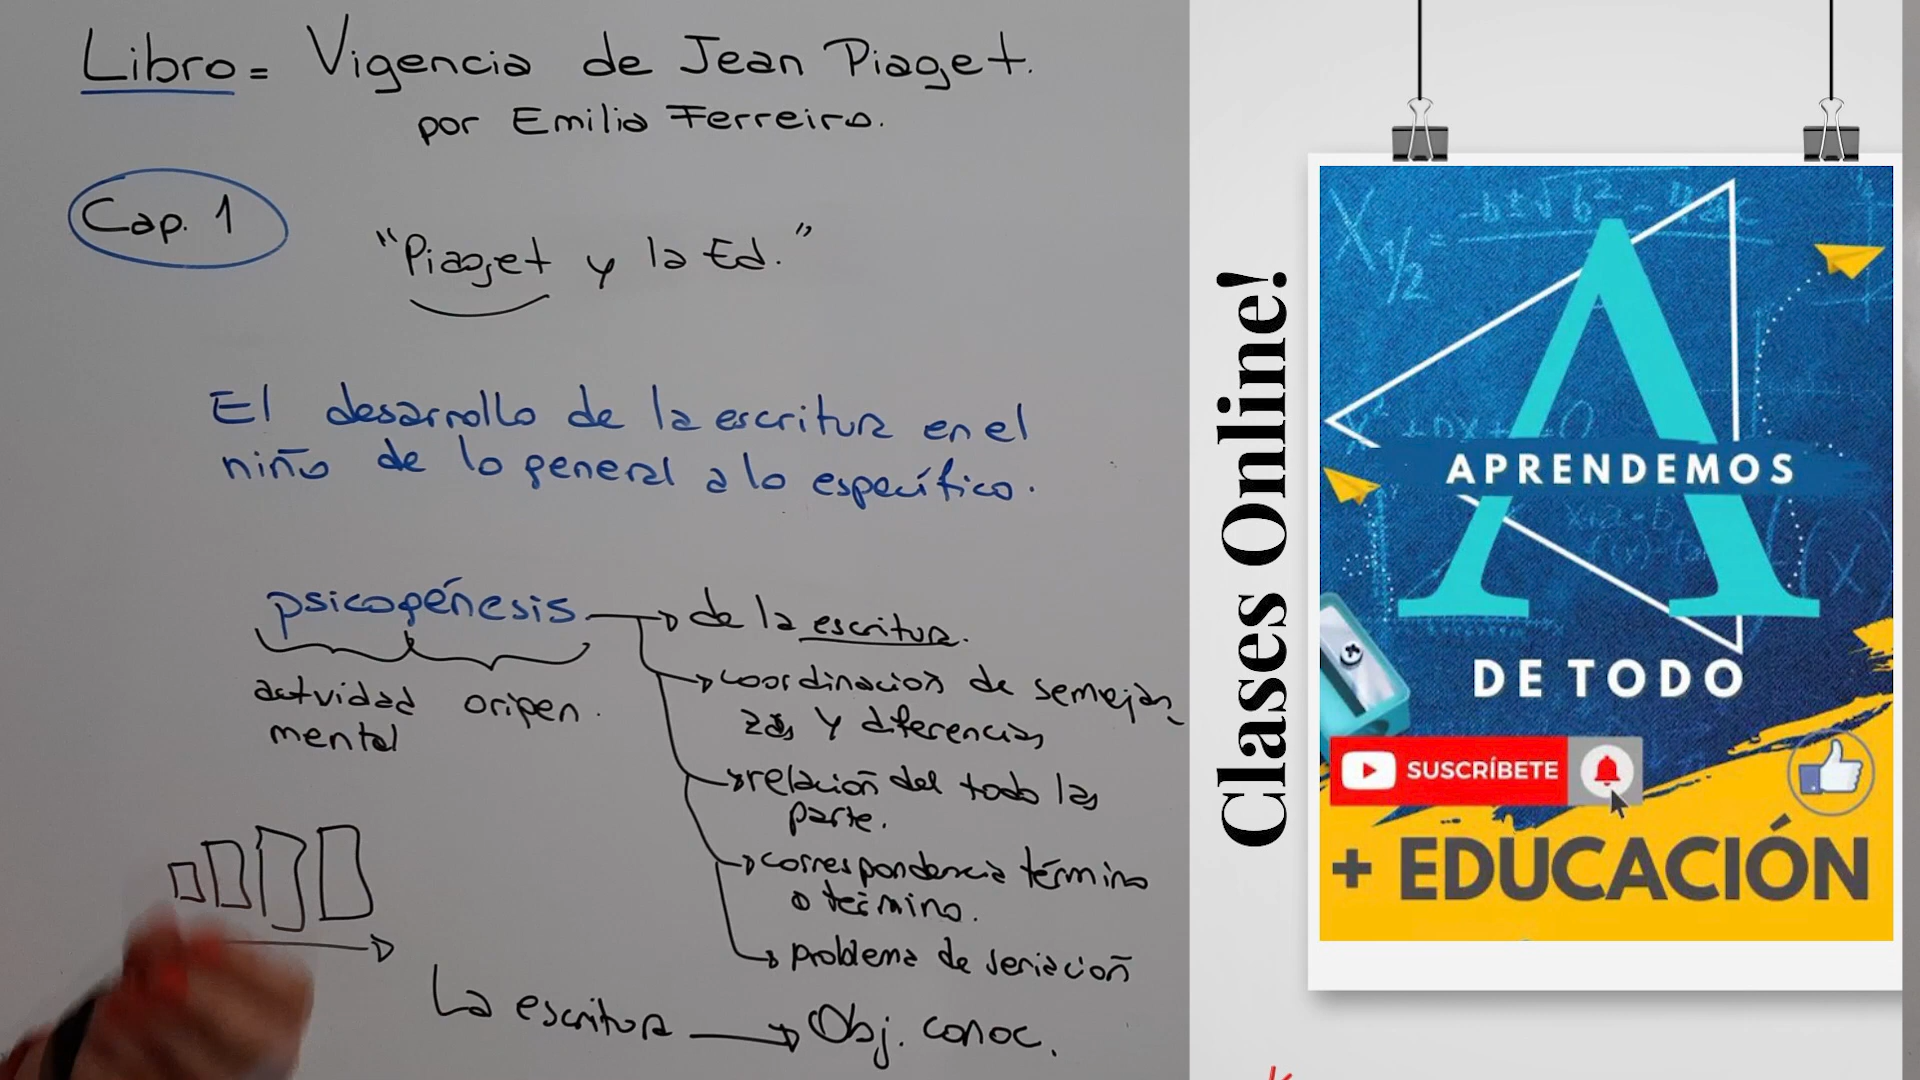 Libro = Vigencia de Jean Piaget.
por Emilia Ferreiro.
Cap. 1
"Piaget y la Ed."
El desarrollo de la escritura en el
niño de lo general a lo específico.
psicogénesis → de la escritura.
actvidad origen.
mental
→ coordinación de semejan
zas y diferencias
→ relación del todo las
parte.
→ correspondencia término
a término.
→ problema de seriación
La escritura → Obj. conoc.
Clases Online!
APRENDEMOS
DE TODO
SUSCRÍBETE
+ EDUCACIÓN